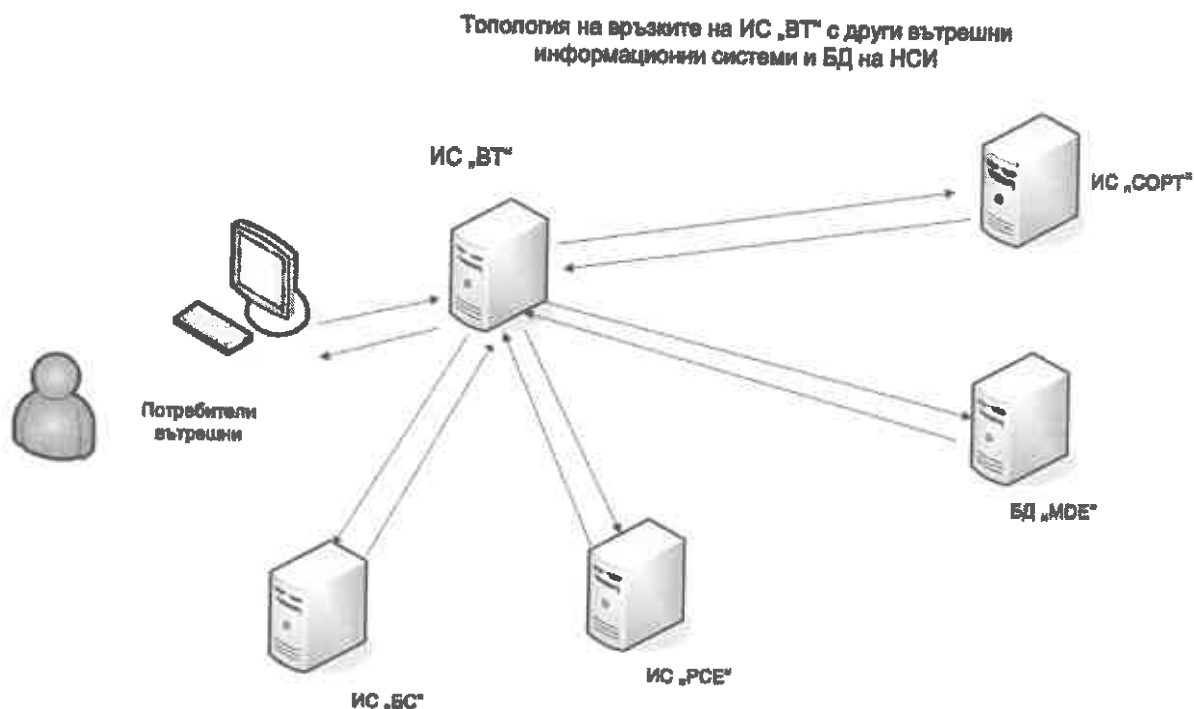 Топология на връзките на ИС „ВТ“ с други вътрешни
информационни системи и БД на НСИ
ИС „ВТ“
ИС „СОРТ“
Потребители
вътрешни
БД „MDE“
ИС „РСЕ“
ИС „БС“